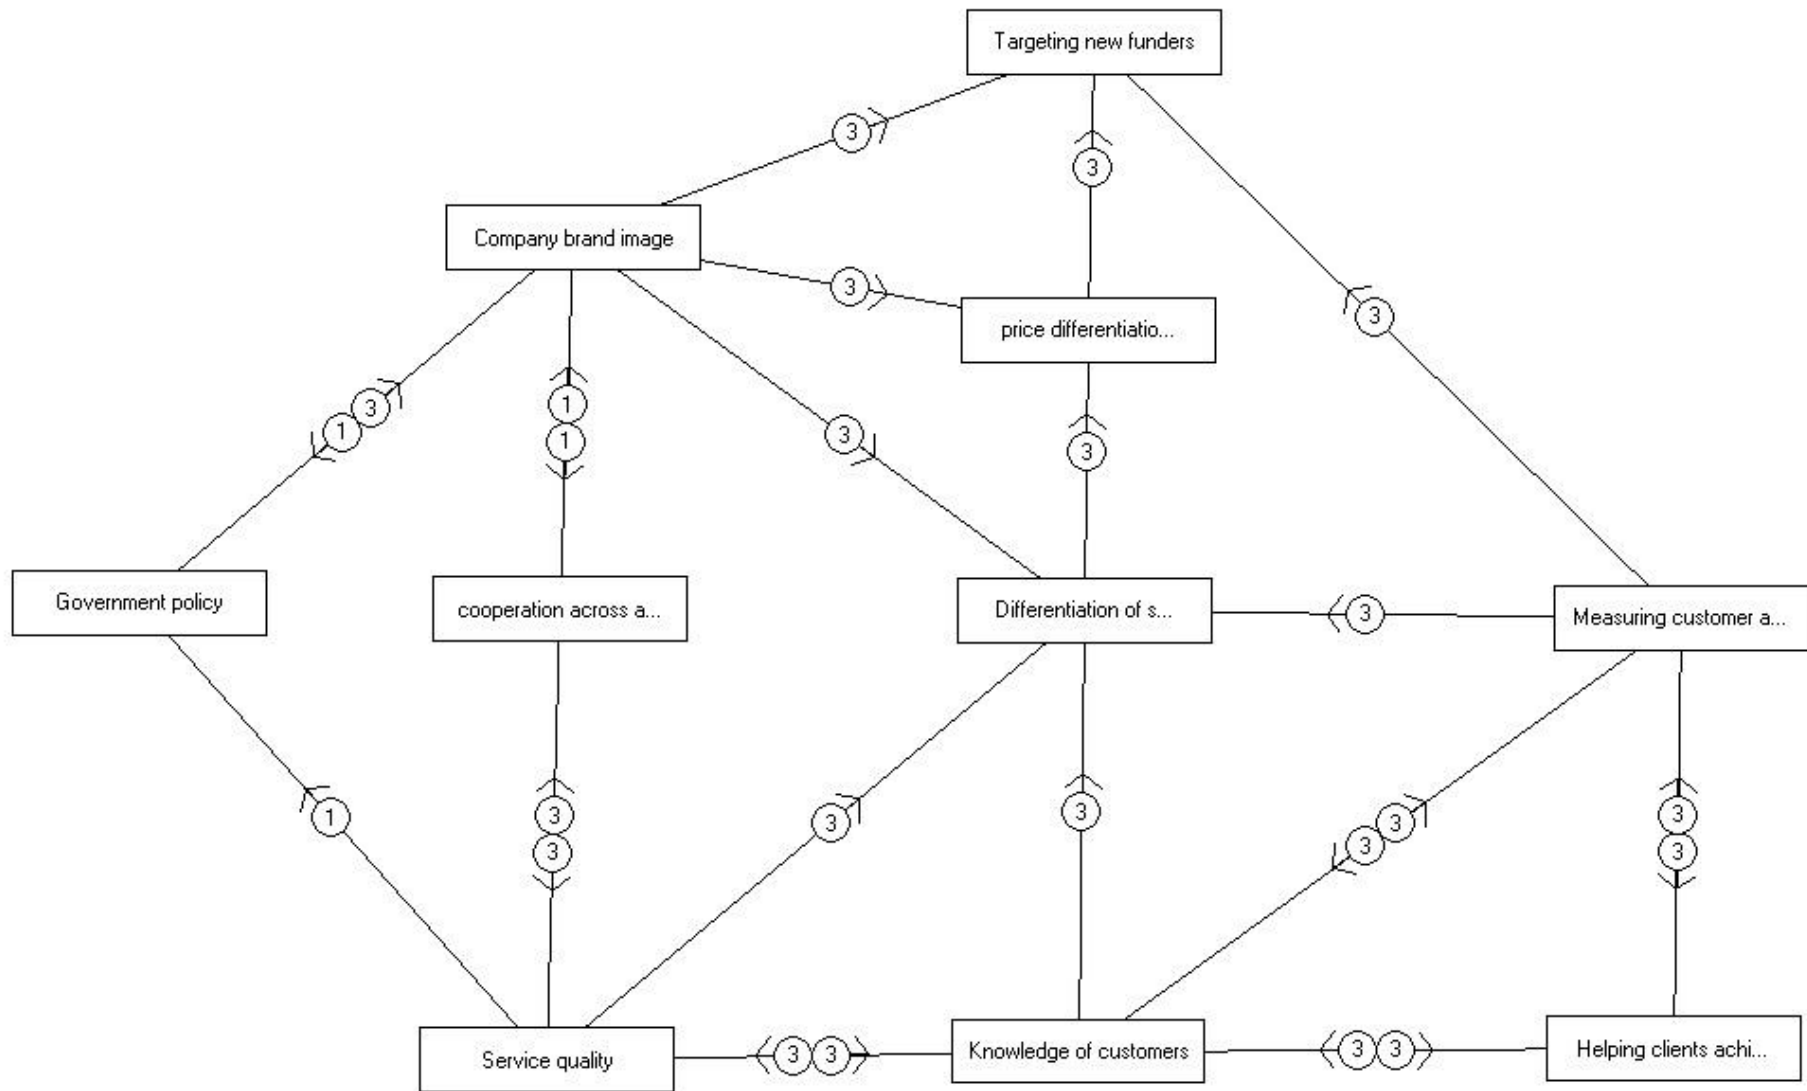 Targeting new funders
3
3
3
Company brand image
3
price differentiatio...
3
3
1
1
1
3
3
Government policy
cooperation across a...
Differentiation of s...
3
Measuring customer a...
1
3
3
3
3
3
3
3
3
Service quality
3 3
Knowledge of customers
3 3
Helping clients achi...